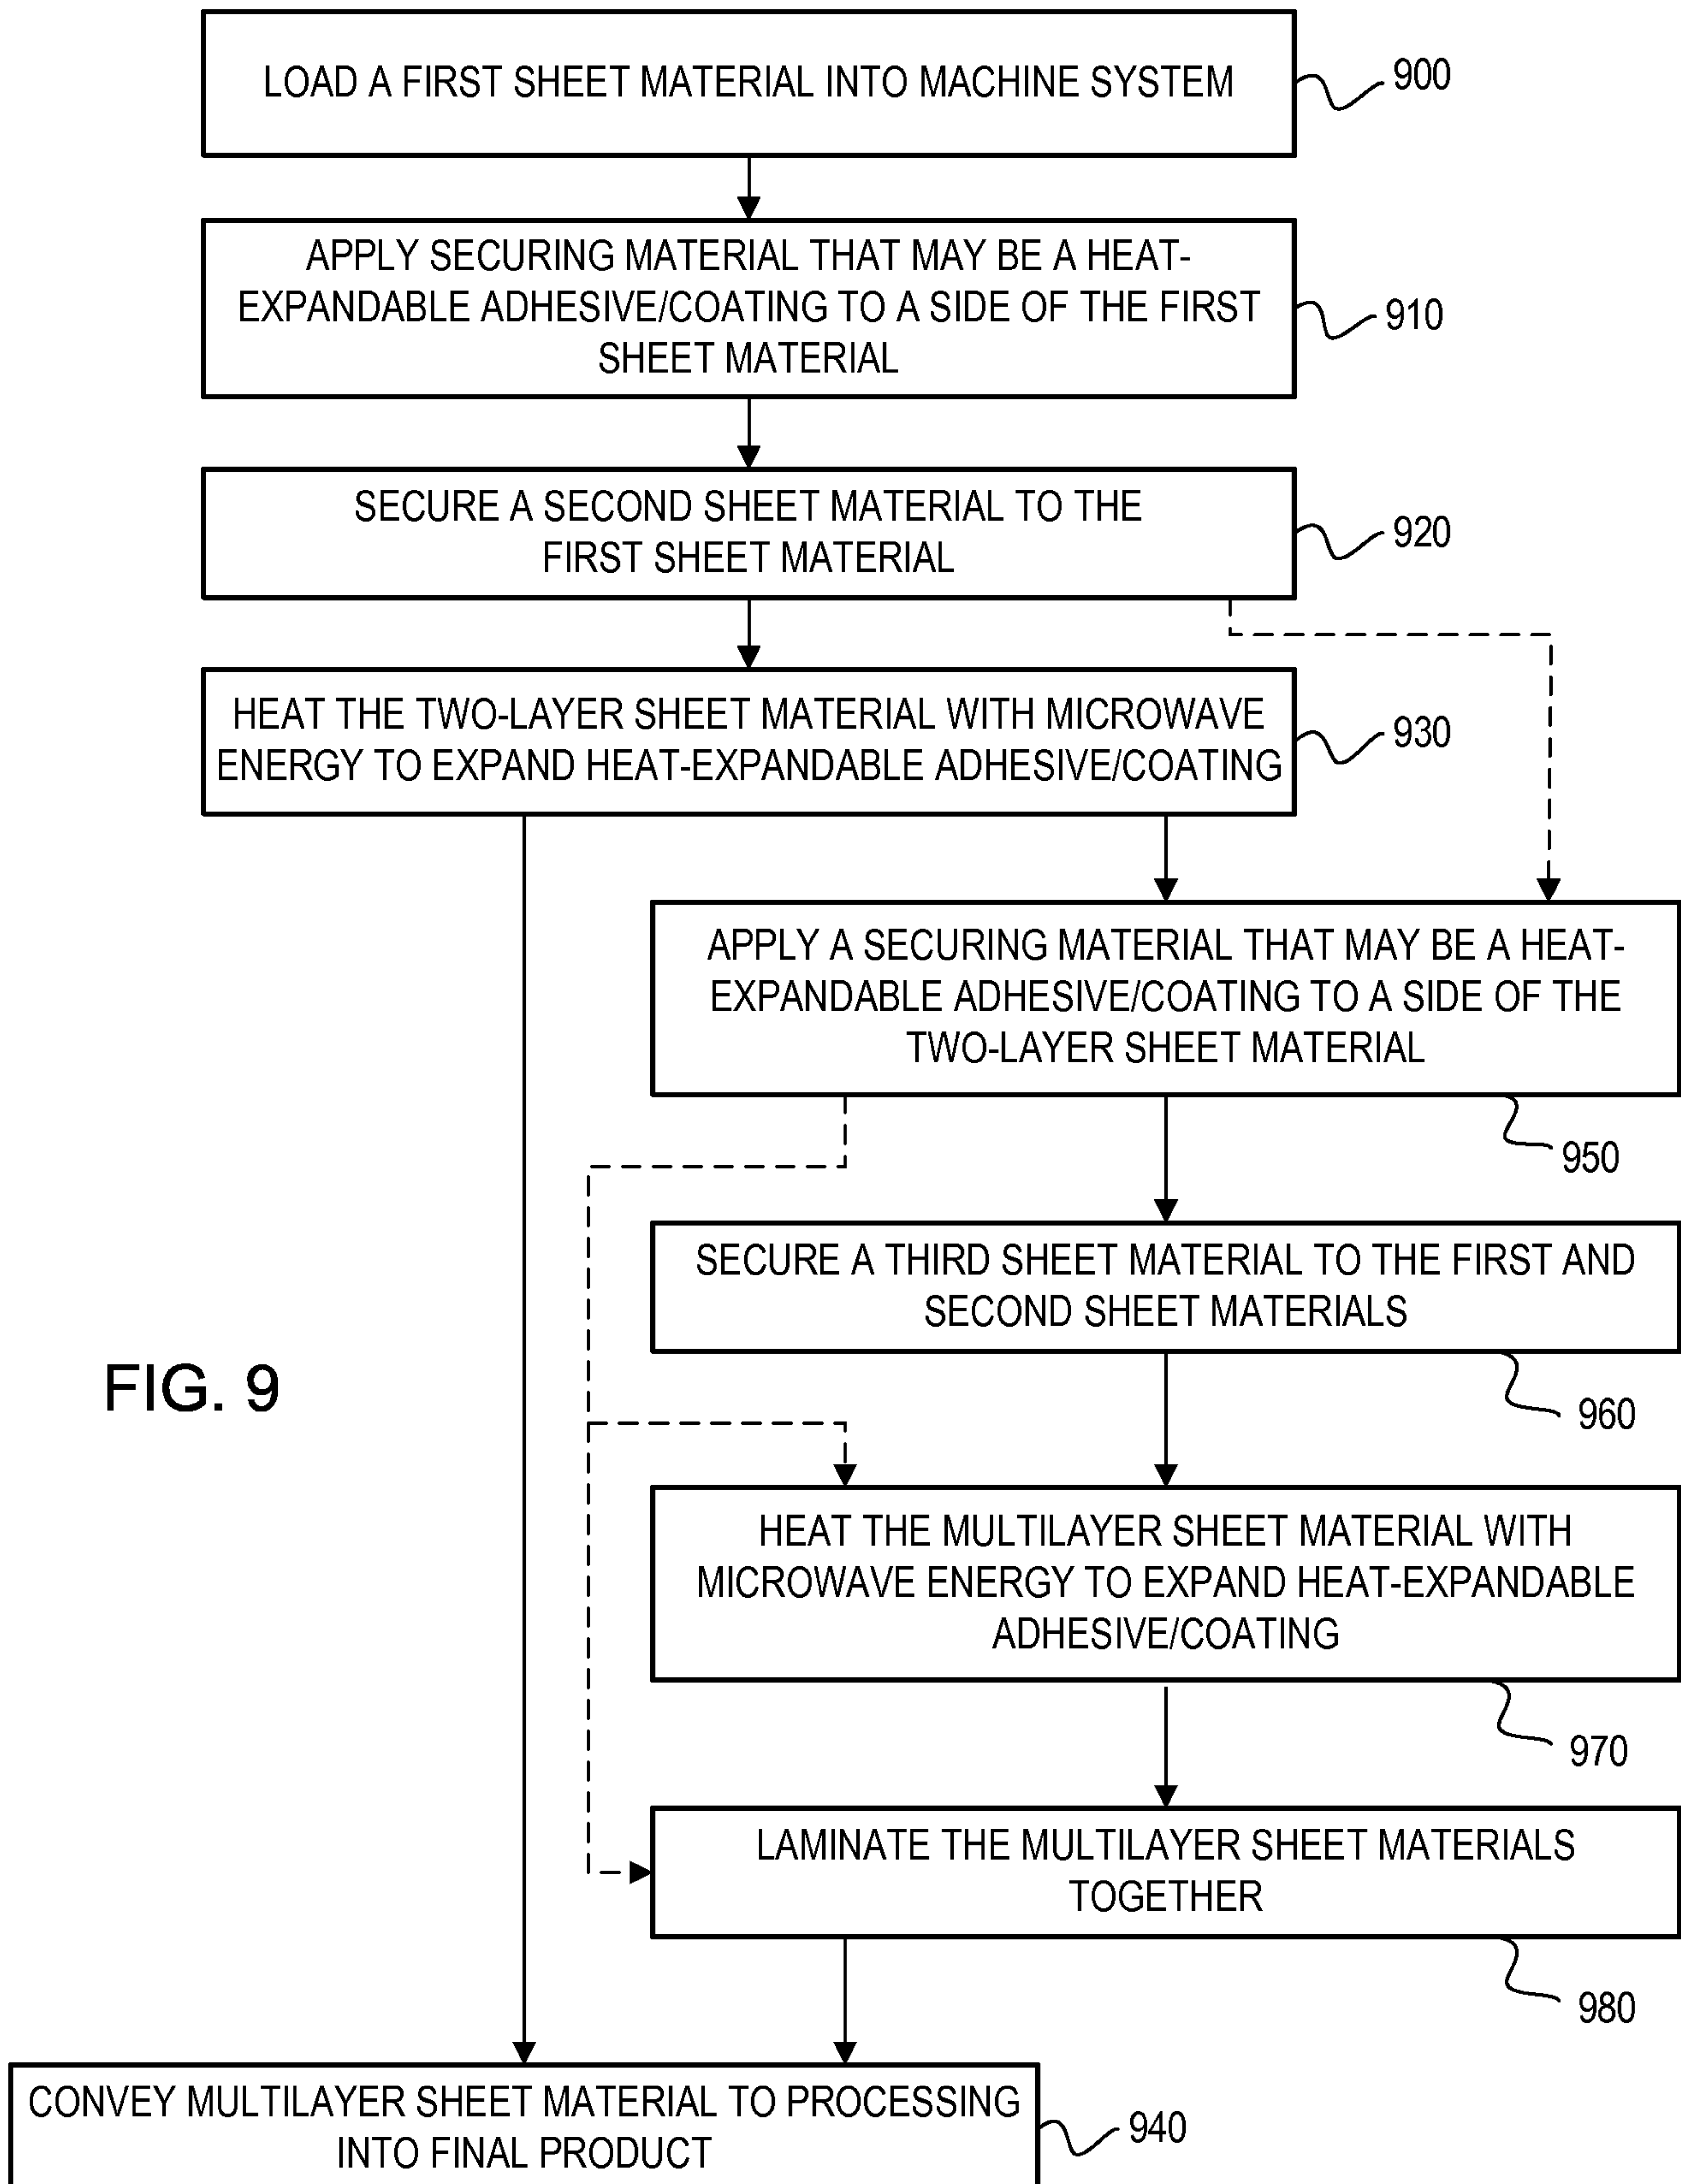 LOAD A FIRST SHEET MATERIAL INTO MACHINE SYSTEM
900
APPLY SECURING MATERIAL THAT MAY BE A HEAT-
EXPANDABLE ADHESIVE/COATING TO A SIDE OF THE FIRST
SHEET MATERIAL
910
SECURE A SECOND SHEET MATERIAL TO THE
FIRST SHEET MATERIAL
920
HEAT THE TWO-LAYER SHEET MATERIAL WITH MICROWAVE
ENERGY TO EXPAND HEAT-EXPANDABLE ADHESIVE/COATING
930
APPLY A SECURING MATERIAL THAT MAY BE A HEAT-
EXPANDABLE ADHESIVE/COATING TO A SIDE OF THE
TWO-LAYER SHEET MATERIAL
950
SECURE A THIRD SHEET MATERIAL TO THE FIRST AND
SECOND SHEET MATERIALS
960
FIG. 9
HEAT THE MULTILAYER SHEET MATERIAL WITH
MICROWAVE ENERGY TO EXPAND HEAT-EXPANDABLE
ADHESIVE/COATING
970
LAMINATE THE MULTILAYER SHEET MATERIALS
TOGETHER
980
CONVEY MULTILAYER SHEET MATERIAL TO PROCESSING
INTO FINAL PRODUCT
940